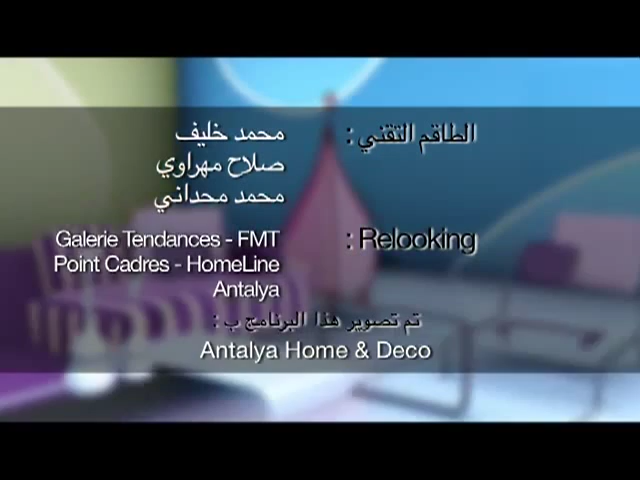 الطاقم التقني : محمد خليف
صلاح مهراوي
محمد محداني
Relooking : Galerie Tendances - FMT
Point Cadres - HomeLine
Antalya
تم تصوير هذا البرنامج ب :
Antalya Home & Deco